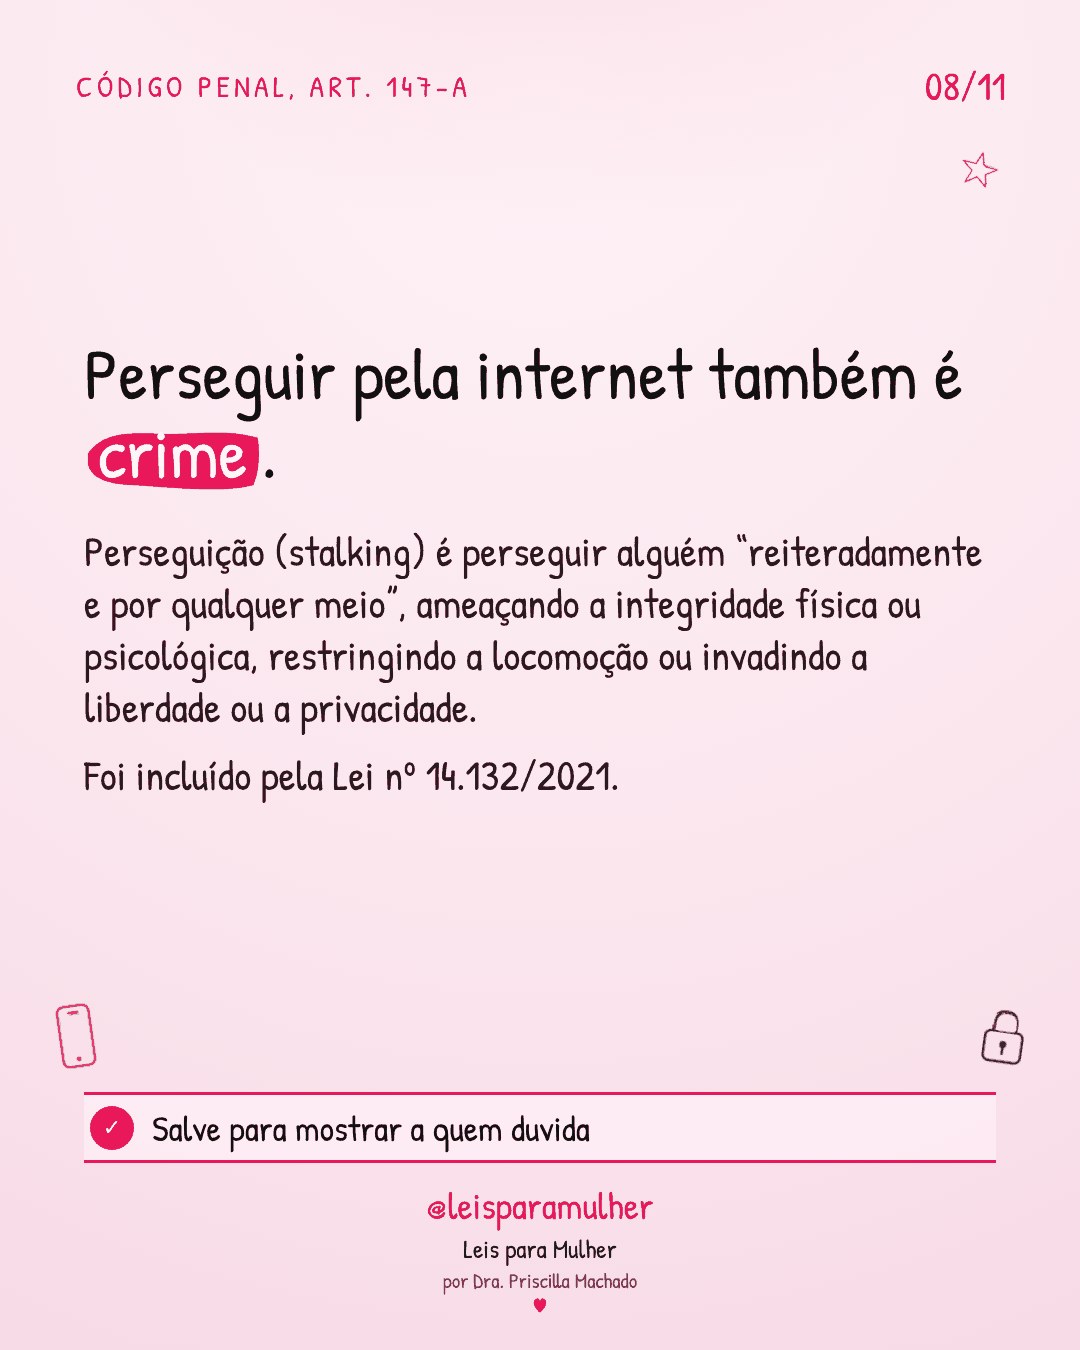 CÓDIGO PENAL, ART. 147-A
08/11
Perseguir pela internet também é
crime.
Perseguição (stalking) é perseguir alguém “reiteradamente
e por qualquer meio”, ameaçando a integridade física ou
psicológica, restringindo a locomoção ou invadindo a
liberdade ou a privacidade.
Foi incluído pela Lei nº 14.132/2021.
✓ Salve para mostrar a quem duvida
@leisparamulher
Leis para Mulher
por Dra. Priscilla Machado